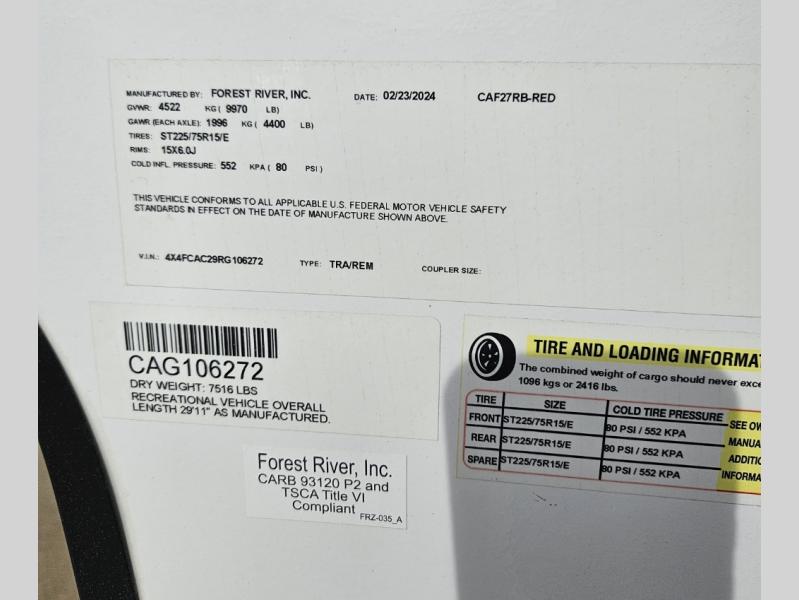 MANUFACTURED BY: FOREST RIVER, INC. DATE: 02/23/2024 CAF27RB-RED
GVWR: 4522 KG ( 9970 LB)
GAWR (EACH AXLE): 1996 KG ( 4400 LB)
TIRES: ST225/75R15/E
RIMS: 15X6.0J
COLD INFL. PRESSURE: 552 KPA ( 80 PSI )
THIS VEHICLE CONFORMS TO ALL APPLICABLE U.S. FEDERAL MOTOR VEHICLE SAFETY
STANDARDS IN EFFECT ON THE DATE OF MANUFACTURE SHOWN ABOVE.
V.I.N.: 4X4FCAC29RG106272 TYPE: TRA/REM COUPLER SIZE:
CAG106272
DRY WEIGHT: 7516 LBS
RECREATIONAL VEHICLE OVERALL
LENGTH 29'11" AS MANUFACTURED.
Forest River, Inc.
CARB 93120 P2 and
TSCA Title VI
Compliant
FRZ-035_A
TIRE AND LOADING INFORMAT
The combined weight of cargo should never exce
1096 kgs or 2416 lbs.
TIRE SIZE COLD TIRE PRESSURE
FRONT ST225/75R15/E 80 PSI / 552 KPA
REAR ST225/75R15/E 80 PSI / 552 KPA
SPARE ST225/75R15/E 80 PSI / 552 KPA
SEE OW
MANUA
ADDITIO
INFORMA